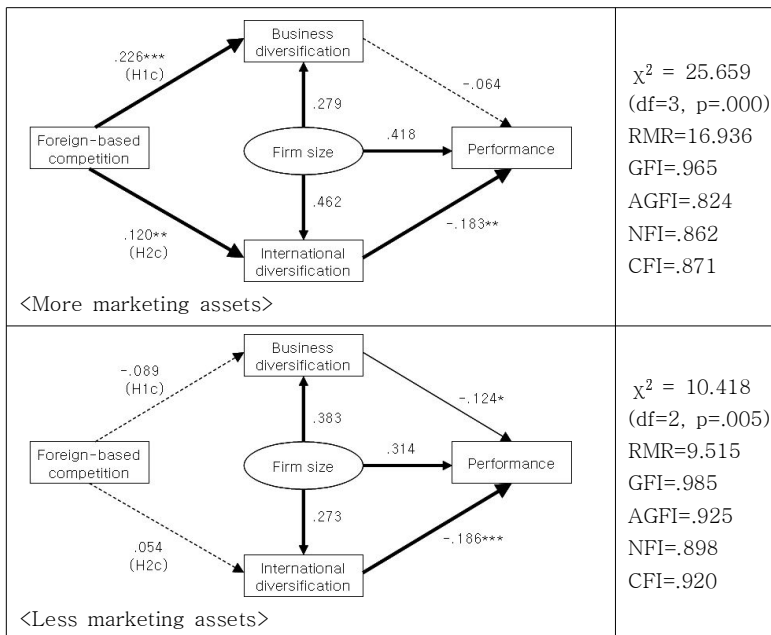 Business
diversification
.226***
(H1c)
-.064
.279
Foreign-based
competition
Firm size
.418
Performance
.462
.120**
(H2c)
-.183**
International
diversification
<More marketing assets>
χ² = 25.659
(df=3, p=.000)
RMR=16.936
GFI=.965
AGFI=.824
NFI=.862
CFI=.871
Business
diversification
-.089
(H1c)
-.124*
.383
Foreign-based
competition
Firm size
.314
Performance
.273
.054
(H2c)
-.186***
International
diversification
<Less marketing assets>
χ² = 10.418
(df=2, p=.005)
RMR=9.515
GFI=.985
AGFI=.925
NFI=.898
CFI=.920